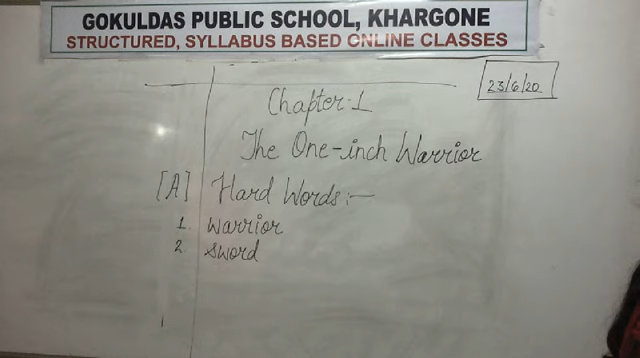 GOKULDAS PUBLIC SCHOOL, KHARGONE
STRUCTURED, SYLLABUS BASED ONLINE CLASSES
23/6/20
Chapter-1
The One-inch Warrior
[A] Hard Words:-
1. Warrior
2. Sword